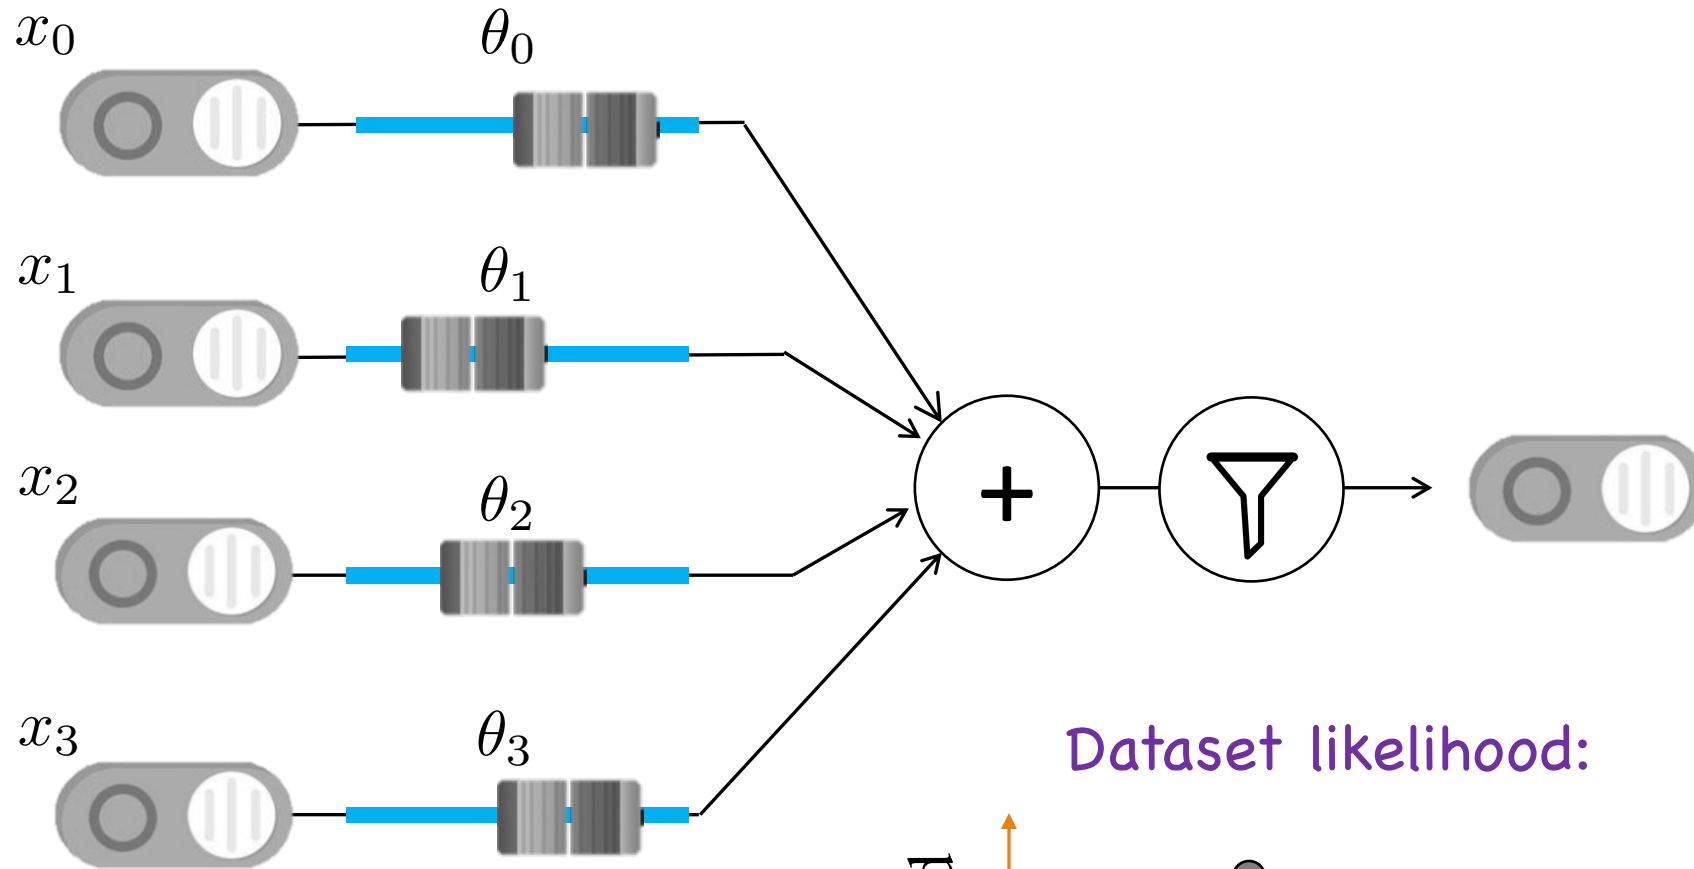 x₀ θ₀
x₁ θ₁
x₂ θ₂
+
x₃ θ₃
Dataset likelihood: